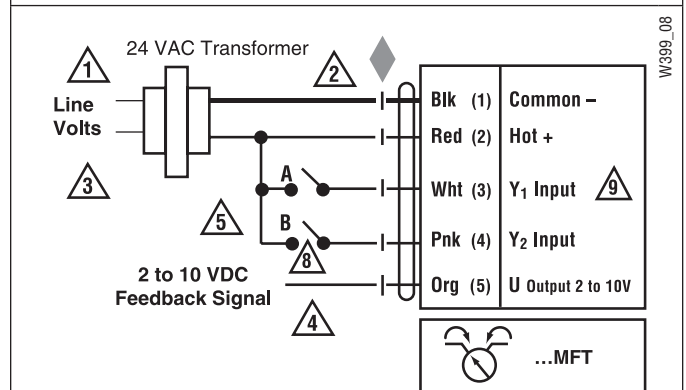 W399_08
24 VAC Transformer
1
2
Line
Volts
Blk (1) Common –
Red (2) Hot +
3
A
Wht (3) Y1 Input
9
5
B
Pnk (4) Y2 Input
8
2 to 10 VDC
Feedback Signal
Org (5) U Output 2 to 10V
4
...MFT